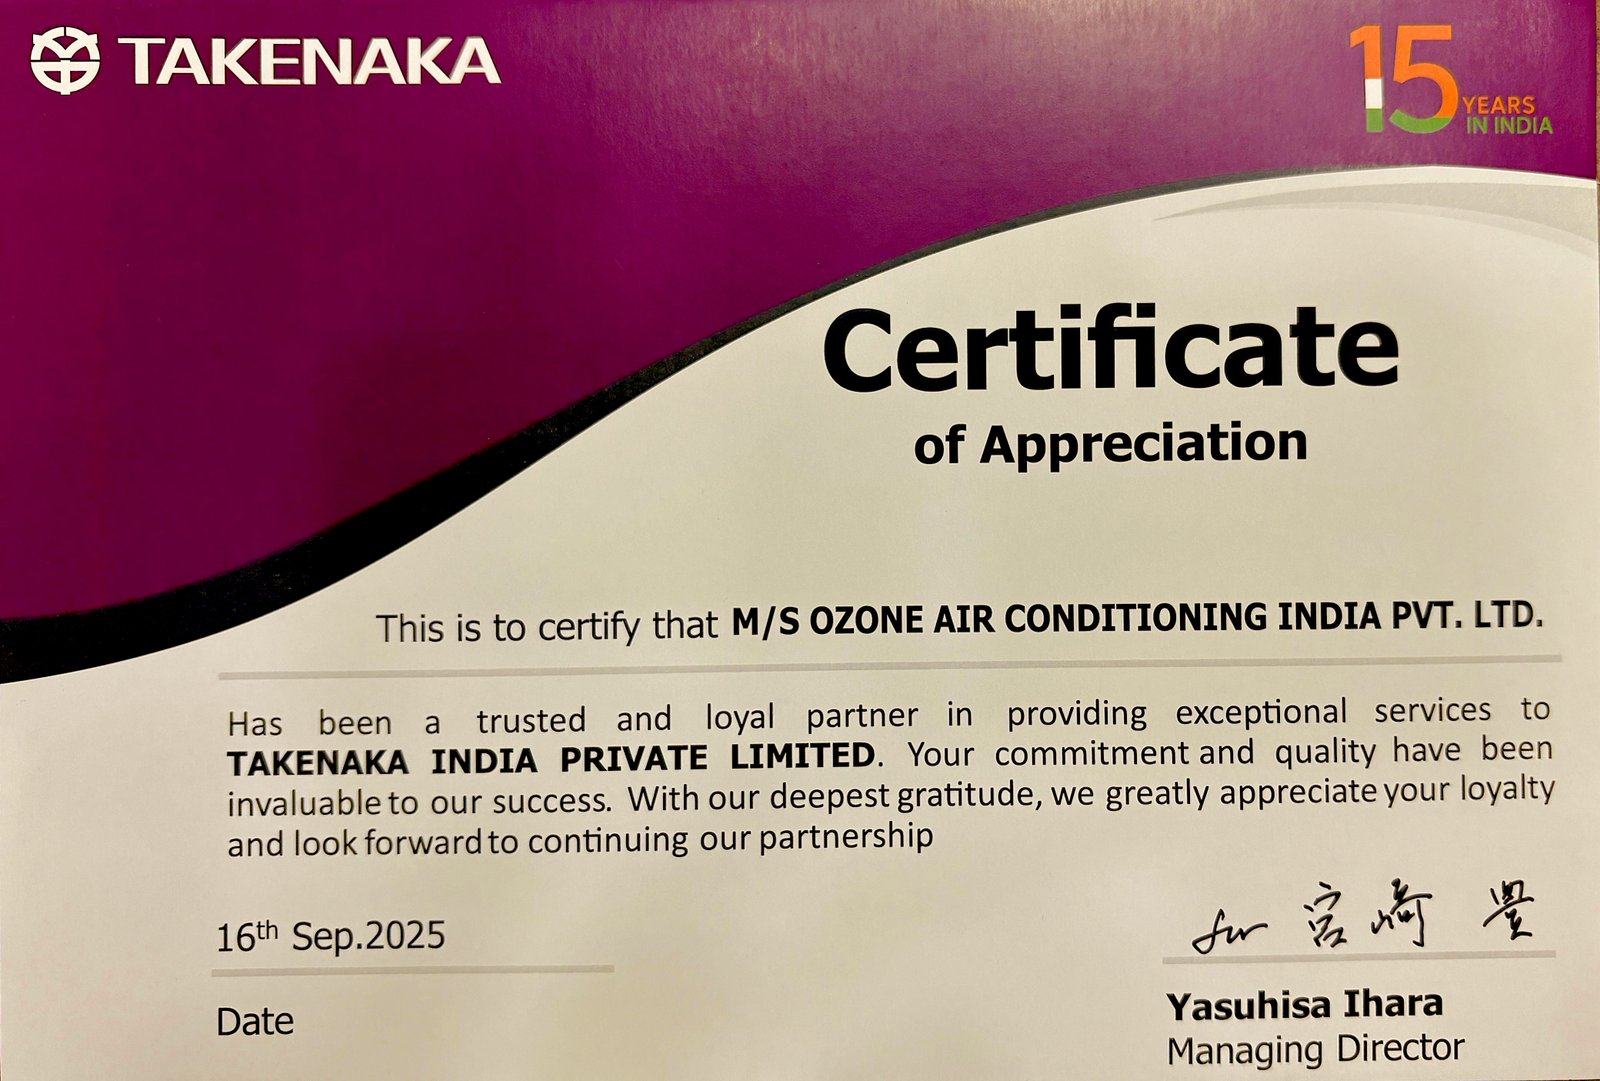 TAKENAKA
15 YEARS
IN INDIA
Certificate
of Appreciation
This is to certify that M/S OZONE AIR CONDITIONING INDIA PVT. LTD.
Has been a trusted and loyal partner in providing exceptional services to
TAKENAKA INDIA PRIVATE LIMITED. Your commitment and quality have been
invaluable to our success. With our deepest gratitude, we greatly appreciate your loyalty
and look forward to continuing our partnership
16th Sep.2025
for 宮崎 豊
Date
Yasuhisa Ihara
Managing Director